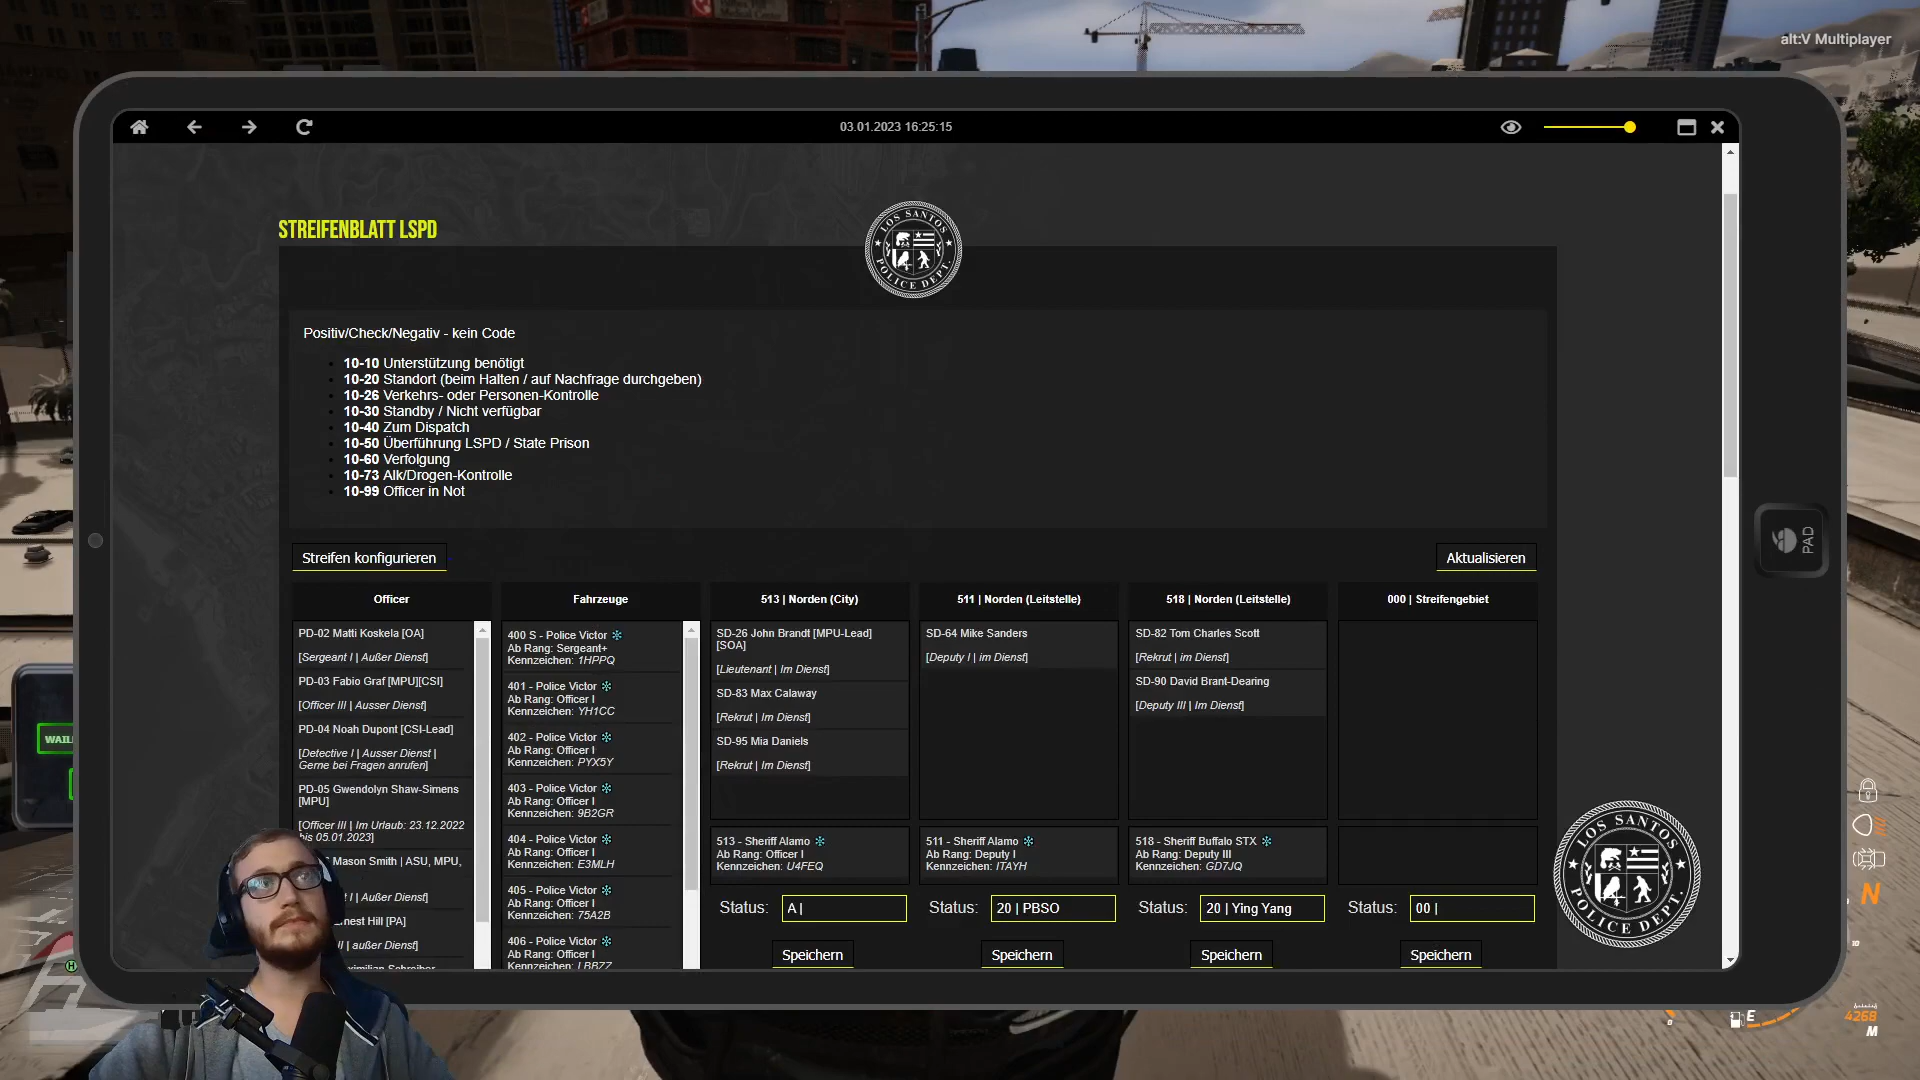 alt:V Multiplayer
03.01.2023 16:25:15
STREIFENBLATT LSPD
LOS SANTOS
POLICE DEPT.
Positiv/Check/Negativ - kein Code
10-10 Unterstützung benötigt
10-20 Standort (beim Halten / auf Nachfrage durchgeben)
10-26 Verkehrs- oder Personen-Kontrolle
10-30 Standby / Nicht verfügbar
10-40 Zum Dispatch
10-50 Überführung LSPD / State Prison
10-60 Verfolgung
10-73 Alk/Drogen-Kontrolle
10-99 Officer in Not
PAD
Streifen konfigurieren
Aktualisieren
Officer
PD-02 Matti Koskela [OA]
[Sergeant I | Außer Dienst]
PD-03 Fabio Graf [MPU][CSI]
[Officer III | Ausser Dienst]
PD-04 Noah Dupont [CSI-Lead]
[Detective I | Ausser Dienst |
Gerne bei Fragen anrufen]
PD-05 Gwendolyn Shaw-Simens
[MPU]
[Officer III | Im Urlaub: 23.12.2022
bis 05.01.2023]
Mason Smith | ASU, MPU,
I | Außer Dienst]
Hill [PA]
| außer Dienst]
Fahrzeuge
400 S - Police Victor
Ab Rang: Sergeant+
Kennzeichen: 1HPPQ
401 - Police Victor
Ab Rang: Officer I
Kennzeichen: YH1CC
402 - Police Victor
Ab Rang: Officer I
Kennzeichen: PYX5Y
403 - Police Victor
Ab Rang: Officer I
Kennzeichen: 9B2GR
404 - Police Victor
Ab Rang: Officer I
Kennzeichen: E3MLH
405 - Police Victor
Ab Rang: Officer I
Kennzeichen: 75A2B
406 - Police Victor
Ab Rang: Officer I
Kennzeichen: LBBZZ
513 | Norden (City)
SD-26 John Brandt [MPU-Lead]
[SOA]
[Lieutenant | Im Dienst]
SD-83 Max Calaway
[Rekrut | Im Dienst]
SD-95 Mia Daniels
[Rekrut | Im Dienst]
513 - Sheriff Alamo
Ab Rang: Officer I
Kennzeichen: U4FEQ
Status: A |
Speichern
511 | Norden (Leitstelle)
SD-64 Mike Sanders
[Deputy I | im Dienst]
511 - Sheriff Alamo
Ab Rang: Deputy I
Kennzeichen: ITAYH
Status: 20 | PBSO
Speichern
518 | Norden (Leitstelle)
SD-82 Tom Charles Scott
[Rekrut | im Dienst]
SD-90 David Brant-Dearing
[Deputy III | Im Dienst]
518 - Sheriff Buffalo STX
Ab Rang: Deputy III
Kennzeichen: GD7JQ
Status: 20 | Ying Yang
Speichern
000 | Streifengebiet
Status: 00 |
Speichern
LOS SANTOS
POLICE DEPT.
WAIL
N
E
4268
M